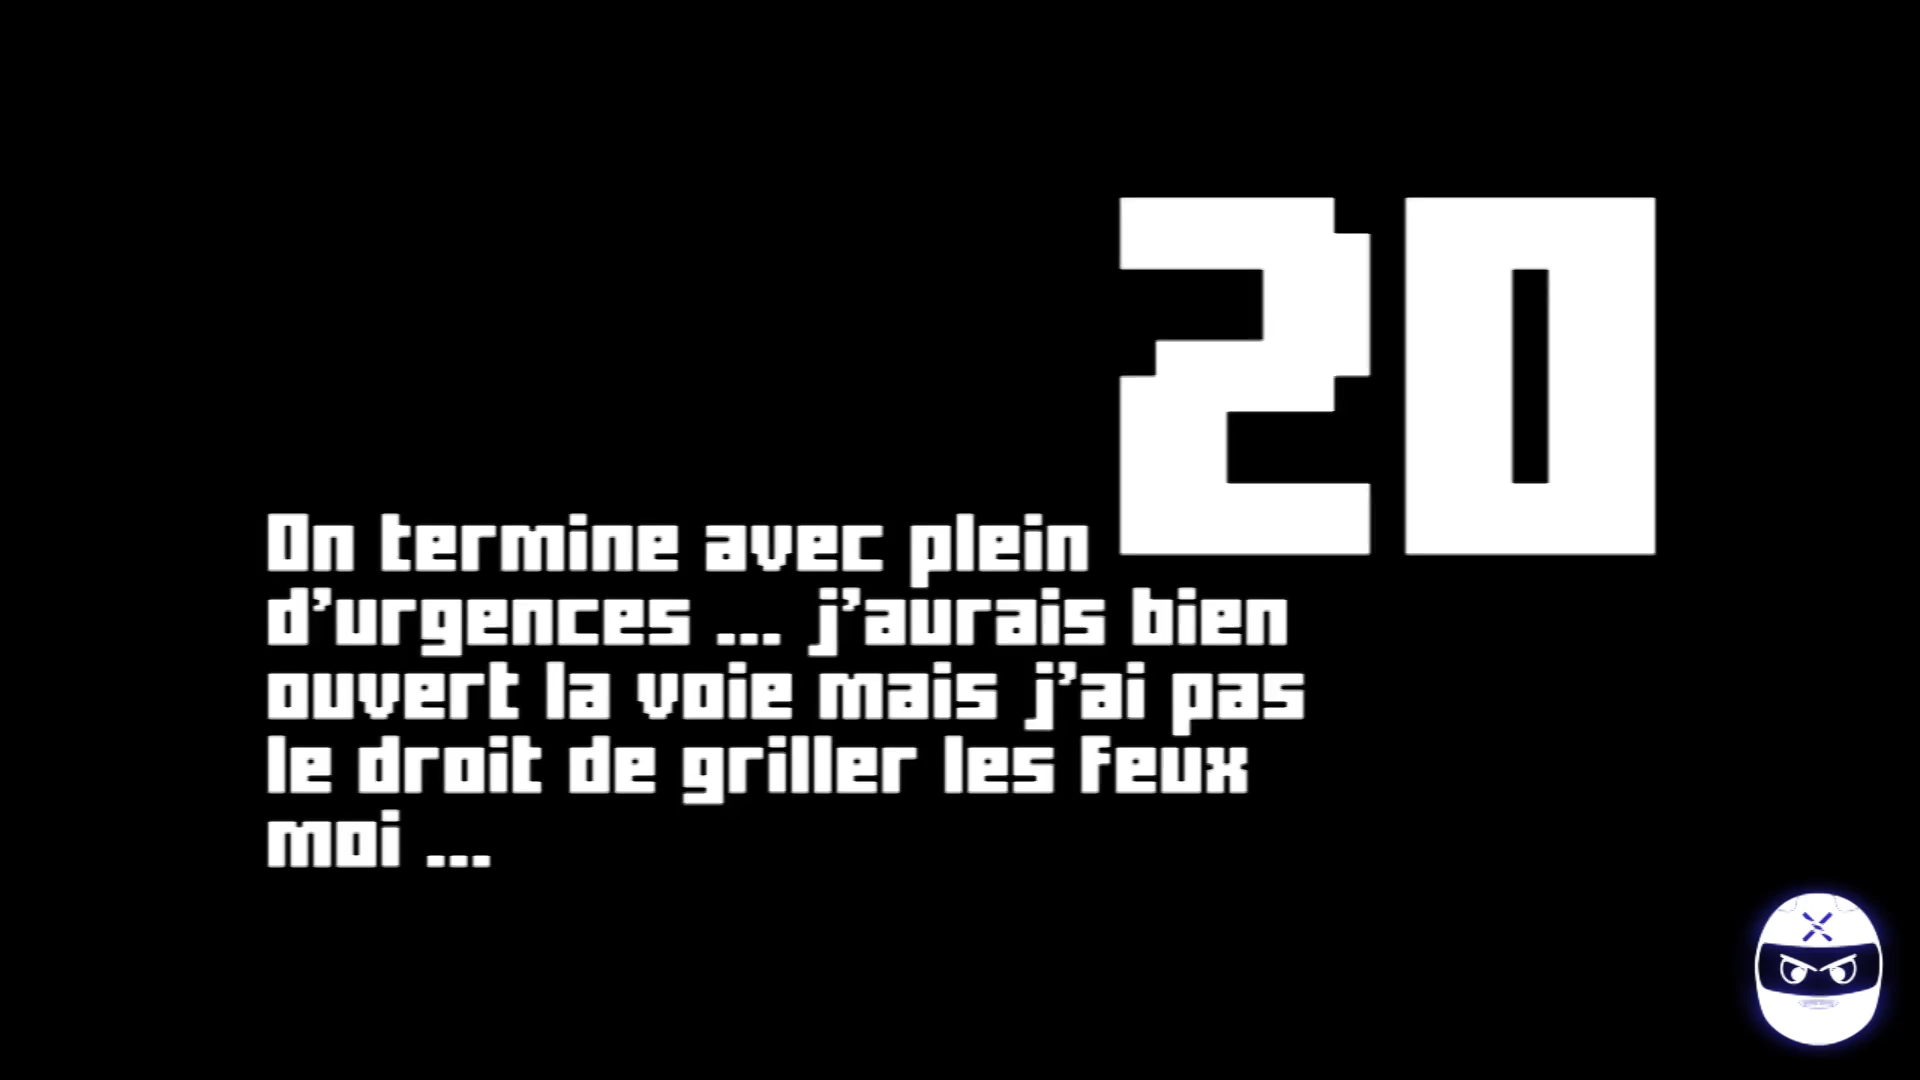 20
On termine avec plein
d'urgences ... j'aurais bien
ouvert la voie mais j'ai pas
le droit de griller les feux
moi ...